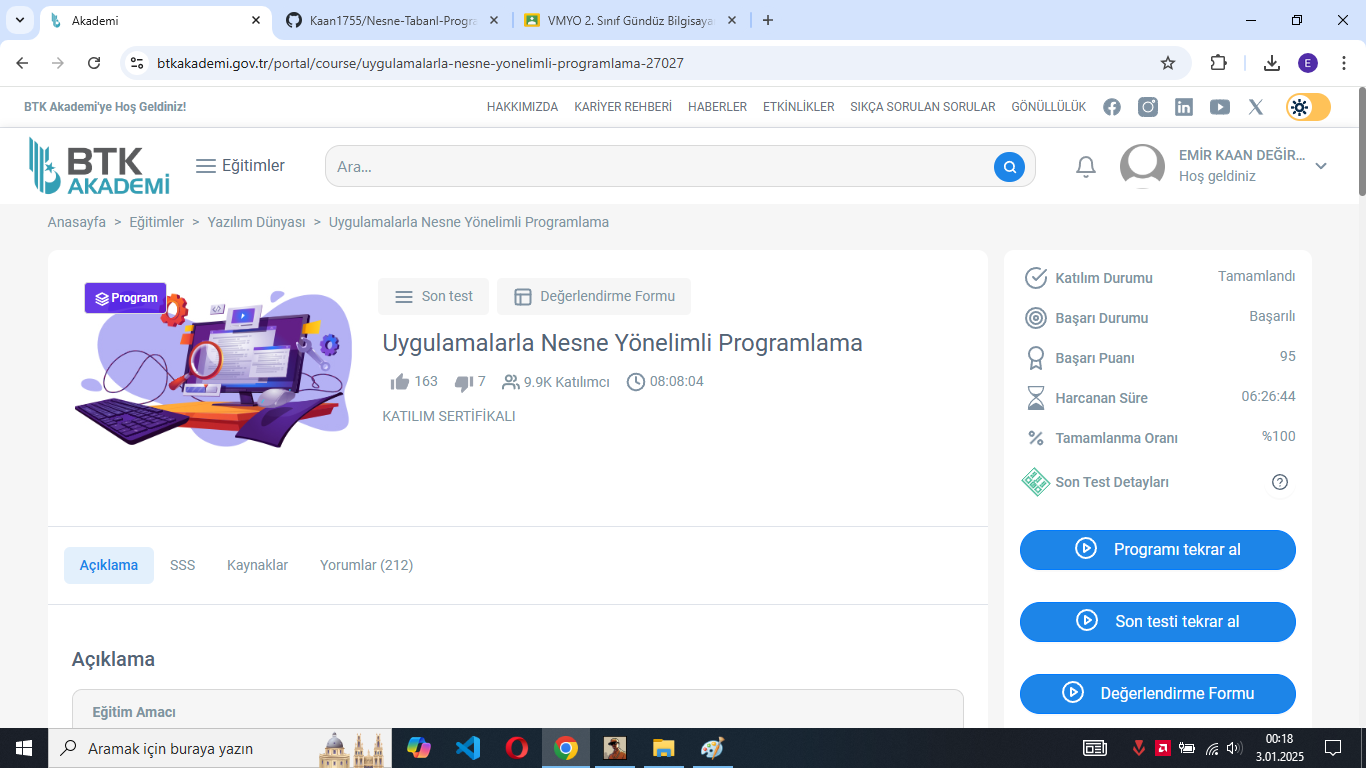 Akademi
Kaan1755/Nesne-Tabanl-Progra
VMYO 2. Sınıf Gündüz Bilgisaya
btkakademi.gov.tr/portal/course/uygulamalarla-nesne-yonelimli-programlama-27027
E
BTK Akademi'ye Hoş Geldiniz!
HAKKIMIZDA KARİYER REHBERİ HABERLER ETKİNLİKLER SIKÇA SORULAN SORULAR GÖNÜLLÜLÜK
BTK AKADEMİ
Eğitimler
Ara...
EMİR KAAN DEĞİR...
Hoş geldiniz
Anasayfa > Eğitimler > Yazılım Dünyası > Uygulamalarla Nesne Yönelimli Programlama
Program
Son test
Değerlendirme Formu
Uygulamalarla Nesne Yönelimli Programlama
163 7 9.9K Katılımcı 08:08:04
KATILIM SERTİFİKALI
Katılım Durumu Tamamlandı
Başarı Durumu Başarılı
Başarı Puanı 95
Harcanan Süre 06:26:44
Tamamlanma Oranı %100
Son Test Detayları
Programı tekrar al
Son testi tekrar al
Değerlendirme Formu
Açıklama SSS Kaynaklar Yorumlar (212)
Açıklama
Eğitim Amacı
Aramak için buraya yazın
00:18
3.01.2025